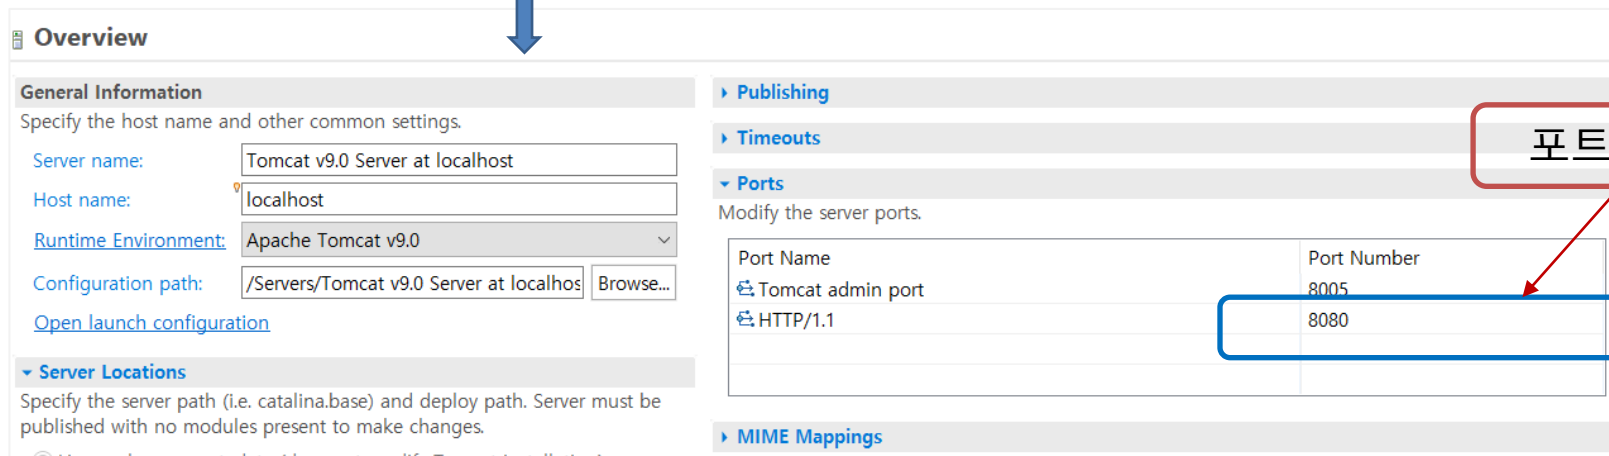 Overview
General Information
Specify the host name and other common settings.
Server name: Tomcat v9.0 Server at localhost
Host name: localhost
Runtime Environment: Apache Tomcat v9.0
Configuration path: /Servers/Tomcat v9.0 Server at localhos Browse...
Open launch configuration
Server Locations
Specify the server path (i.e. catalina.base) and deploy path. Server must be
published with no modules present to make changes.
Publishing
Timeouts
포트
Ports
Modify the server ports.
Port Name Port Number
Tomcat admin port 8005
HTTP/1.1 8080
MIME Mappings